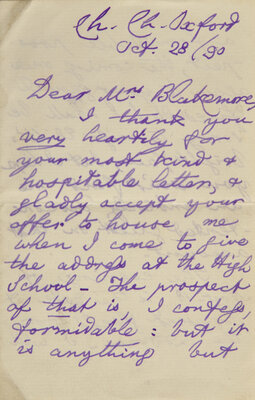 Ch. Ch. Oxford
Oct. 28/90
Dear Mrs Blakemore,
I thank you
very heartily for
your most kind &
hospitable letter, &
gladly accept your
offer to house me
when I come to give
the address at the High
School – The prospect
of that is, I confess,
formidable: but it
is anything but